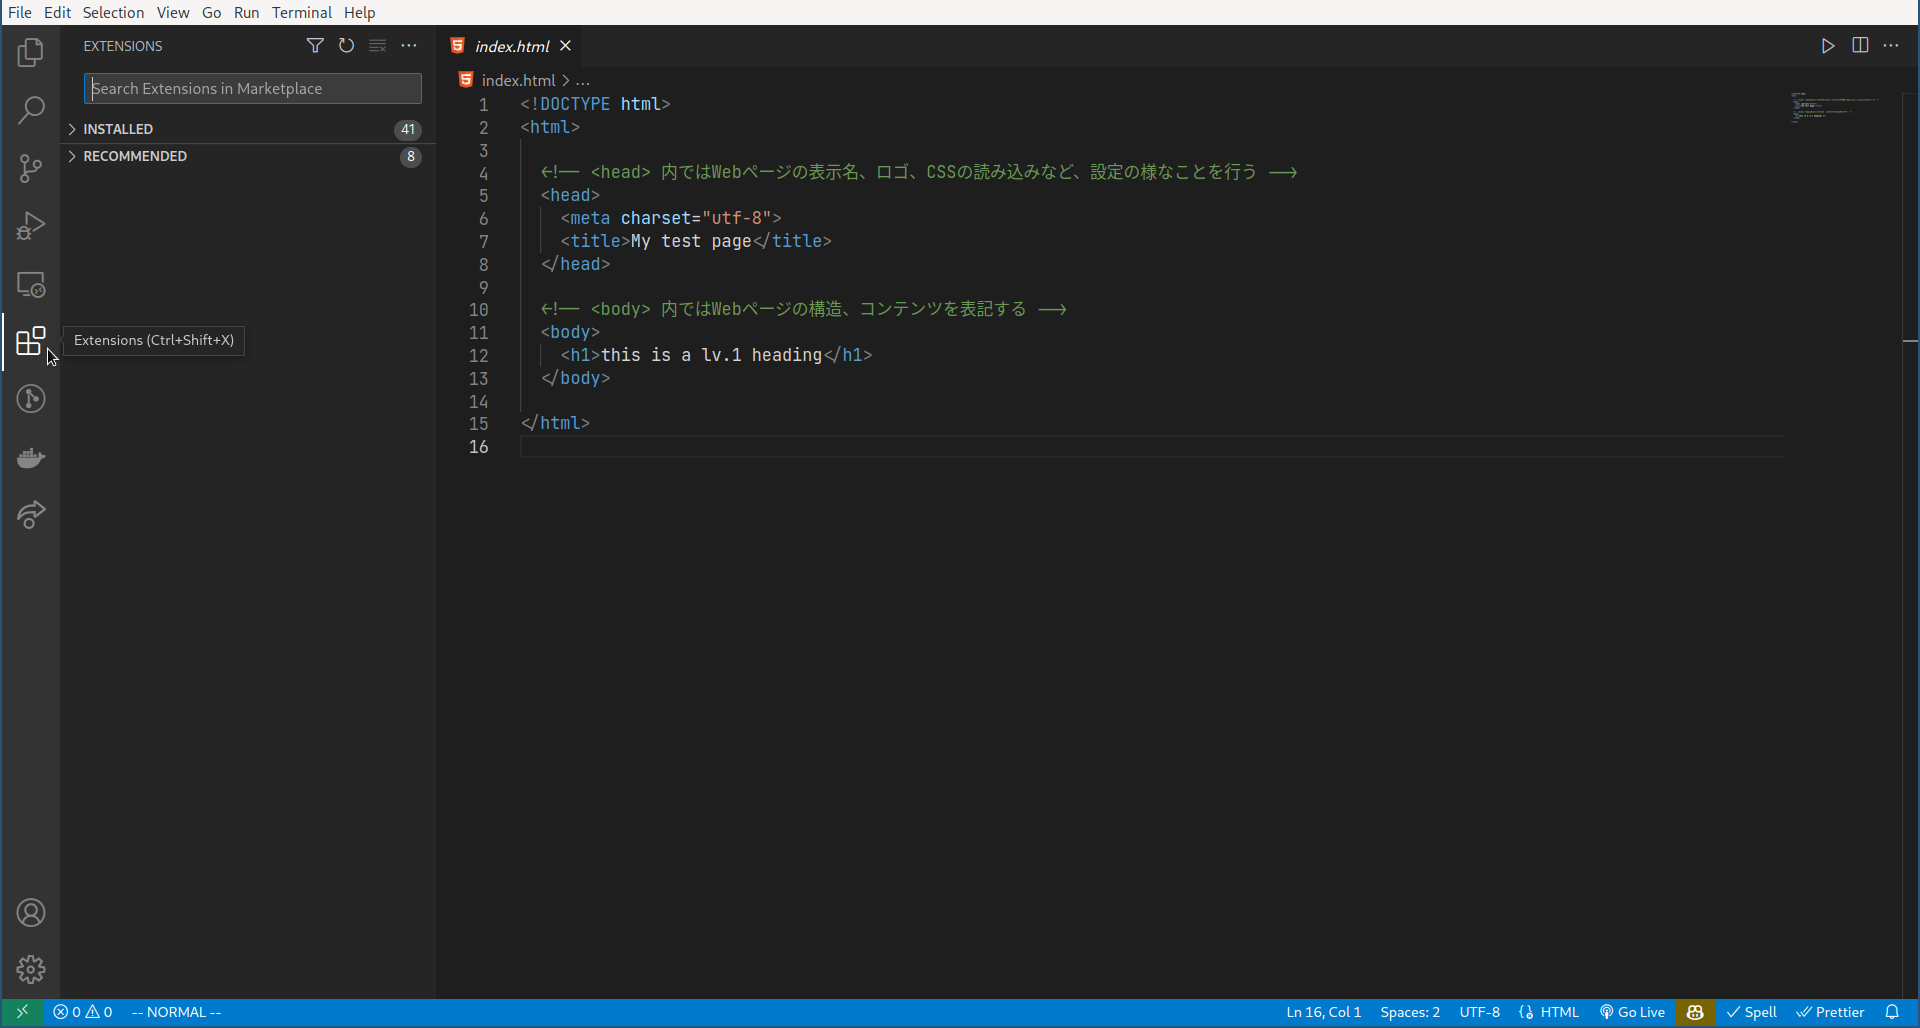 File Edit Selection View Go Run Terminal Help
EXTENSIONS
Search Extensions in Marketplace
INSTALLED 41
RECOMMENDED 8
Extensions (Ctrl+Shift+X)
index.html
index.html > ...
1 <!DOCTYPE html>
2 <html>
3
4 <!-- <head> 内ではWebページの表示名、ロゴ、CSSの読み込みなど、設定の様なことを行う -->
5 <head>
6 <meta charset="utf-8">
7 <title>My test page</title>
8 </head>
9
10 <!-- <body> 内ではWebページの構造、コンテンツを表記する -->
11 <body>
12 <h1>this is a lv.1 heading</h1>
13 </body>
14
15 </html>
16
0 0 -- NORMAL -- Ln 16, Col 1 Spaces: 2 UTF-8 HTML Go Live Spell Prettier